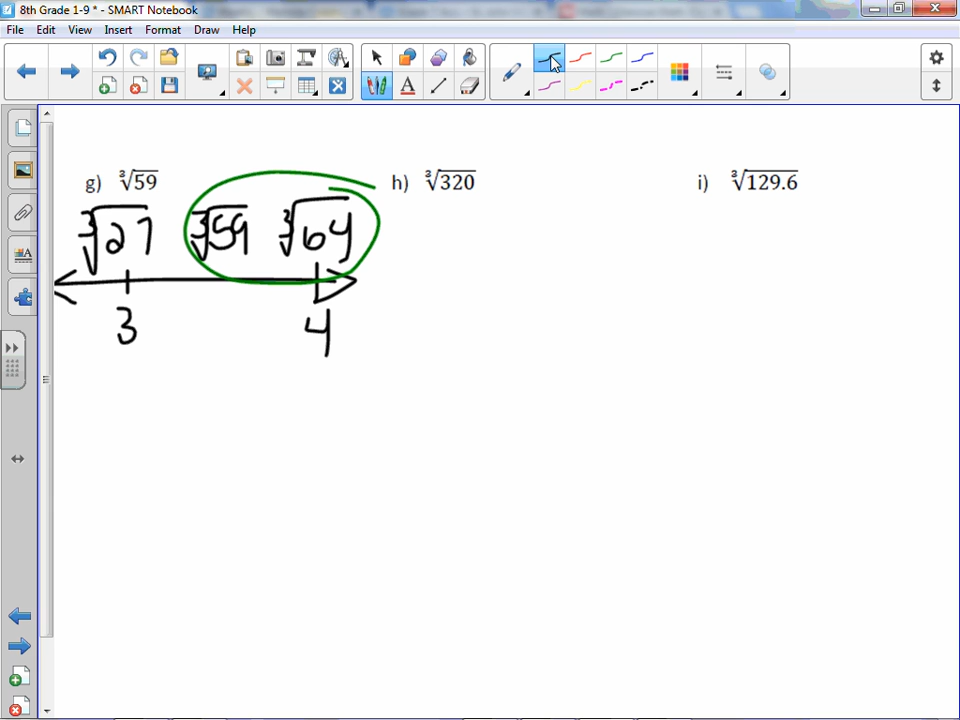 8th Grade 1-9 * - SMART Notebook
File Edit View Insert Format Draw Help
g) ∛59 h) ∛320 i) ∛129.6
∛27 ∛59 ∛64
3 4